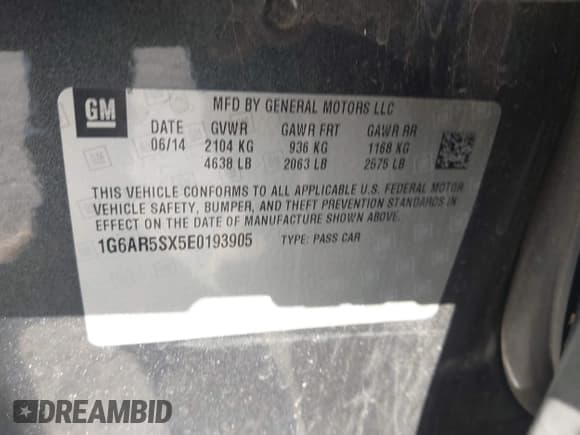 GM
MFD BY GENERAL MOTORS LLC
DATE GVWR GAWR FRT GAWR RR
06/14 2104 KG 936 KG 1168 KG
4638 LB 2063 LB 2575 LB
THIS VEHICLE CONFORMS TO ALL APPLICABLE U.S. FEDERAL MOTOR
VEHICLE SAFETY, BUMPER, AND THEFT PREVENTION STANDARDS IN
EFFECT ON THE DATE OF MANUFACTURE SHOWN ABOVE.
1G6AR5SX5E0193905 TYPE: PASS CAR
DREAMBID